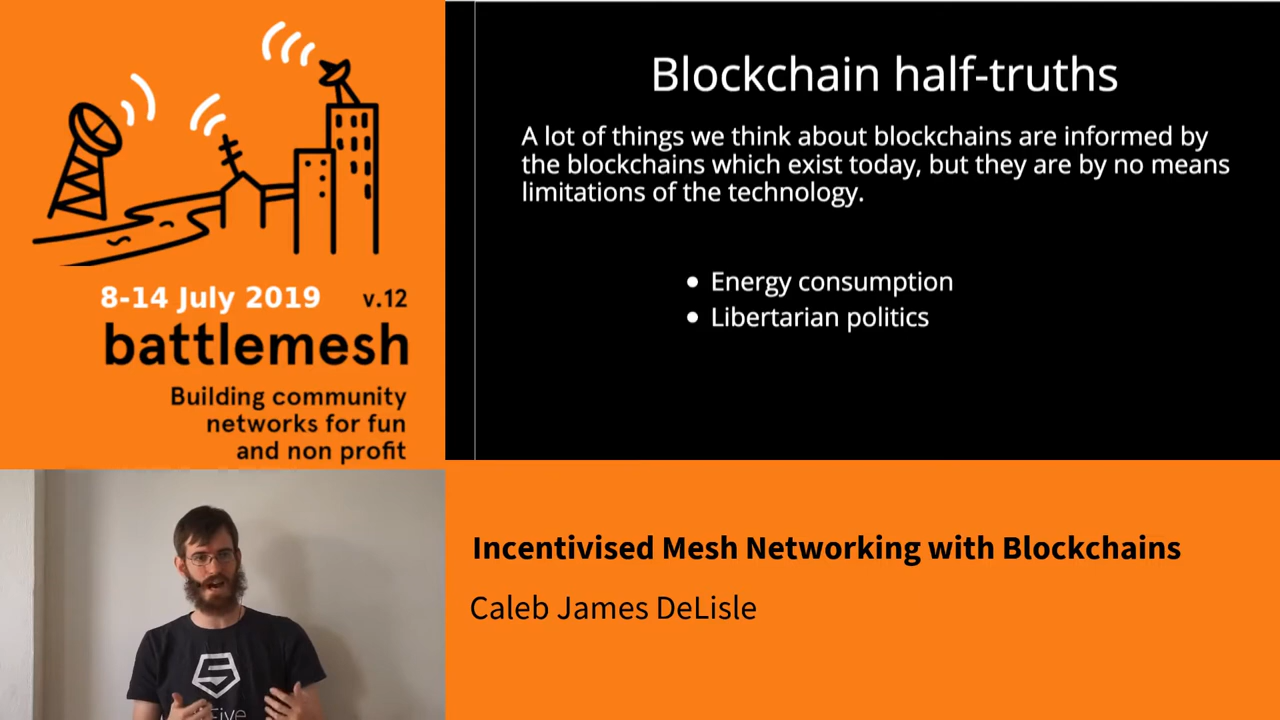 8-14 July 2019 v.12
battlemesh
Building community
networks for fun
and non profit
Blockchain half-truths
A lot of things we think about blockchains are informed by
the blockchains which exist today, but they are by no means
limitations of the technology.
• Energy consumption
• Libertarian politics
Incentivised Mesh Networking with Blockchains
Caleb James DeLisle